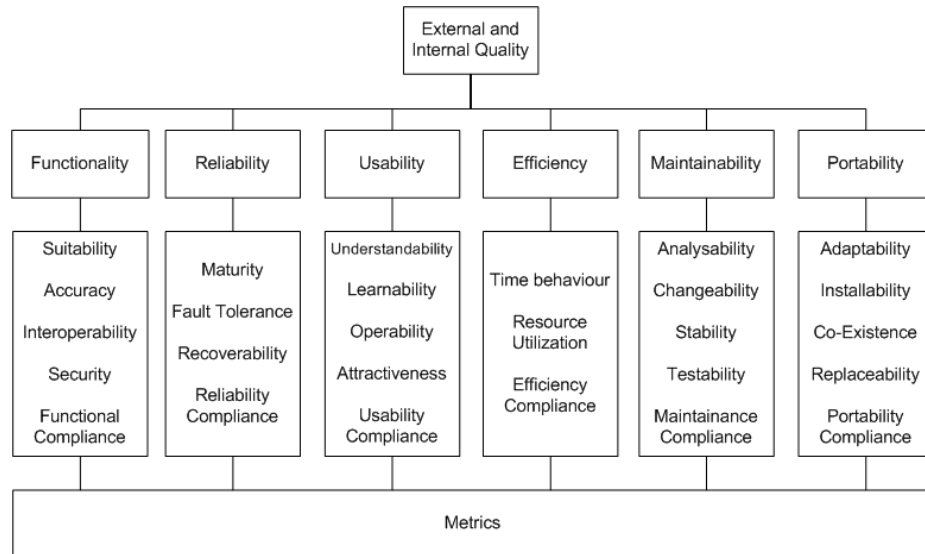 External and
Internal Quality
Functionality
Reliability
Usability
Efficiency
Maintainability
Portability
Suitability
Accuracy
Interoperability
Security
Functional
Compliance
Maturity
Fault Tolerance
Recoverability
Reliability
Compliance
Understandability
Learnability
Operability
Attractiveness
Usability
Compliance
Time behaviour
Resource
Utilization
Efficiency
Compliance
Analysability
Changeability
Stability
Testability
Maintainance
Compliance
Adaptability
Installability
Co-Existence
Replaceability
Portability
Compliance
Metrics